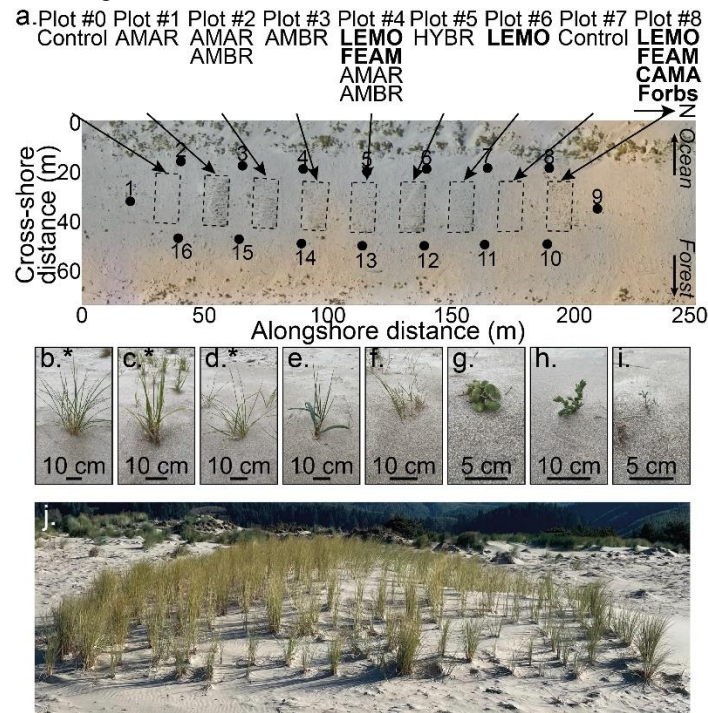 a. Plot #0 Plot #1 Plot #2 Plot #3 Plot #4 Plot #5 Plot #6 Plot #7 Plot #8
Control AMAR AMAR AMBR LEMO HYBR LEMO Control LEMO
AMBR FEAM FEAM
AMAR CAMA
AMBR Forbs
N
0
20
40
60
Cross-shore
distance (m)
Ocean
Forest
2 3 4 5 6 7 8
1 9
16 15 14 13 12 11 10
0 50 100 150 200 250
Alongshore distance (m)
b.* c.* d.* e. f. g. h. i.
10 cm 10 cm 10 cm 10 cm 10 cm 5 cm 10 cm 5 cm
j.